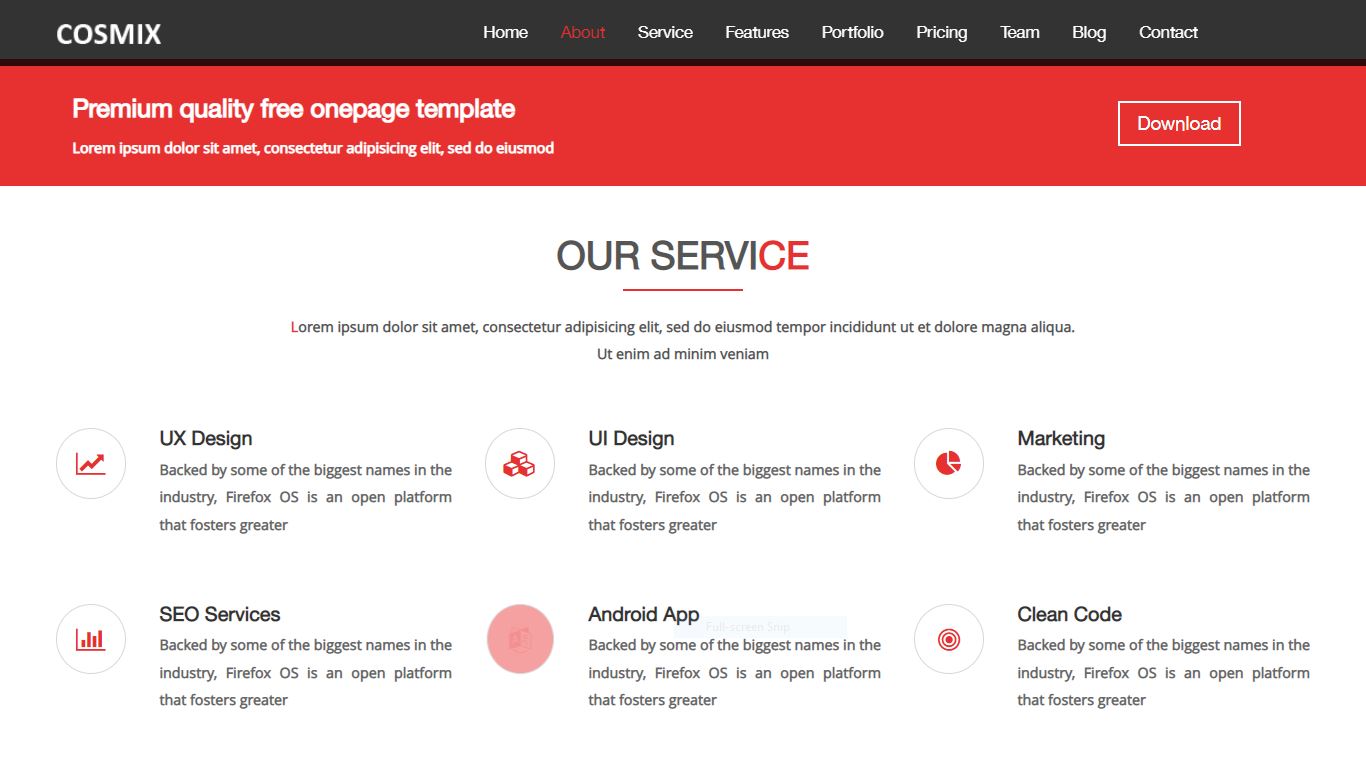 COSMIX
Home About Service Features Portfolio Pricing Team Blog Contact
Premium quality free onepage template
Lorem ipsum dolor sit amet, consectetur adipisicing elit, sed do eiusmod
Download
OUR SERVICE
Lorem ipsum dolor sit amet, consectetur adipisicing elit, sed do eiusmod tempor incididunt ut et dolore magna aliqua.
Ut enim ad minim veniam
UX Design
Backed by some of the biggest names in the
industry, Firefox OS is an open platform
that fosters greater
UI Design
Backed by some of the biggest names in the
industry, Firefox OS is an open platform
that fosters greater
Marketing
Backed by some of the biggest names in the
industry, Firefox OS is an open platform
that fosters greater
SEO Services
Backed by some of the biggest names in the
industry, Firefox OS is an open platform
that fosters greater
Android App
Full-screen Snip
Backed by some of the biggest names in the
industry, Firefox OS is an open platform
that fosters greater
Clean Code
Backed by some of the biggest names in the
industry, Firefox OS is an open platform
that fosters greater